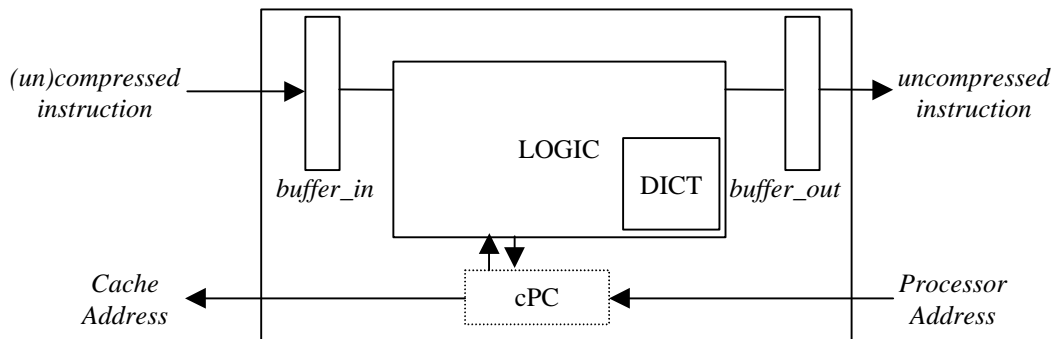 (un)compressed
instruction
uncompressed
instruction
LOGIC
DICT
buffer_in
buffer_out
Cache
Address
cPC
Processor
Address